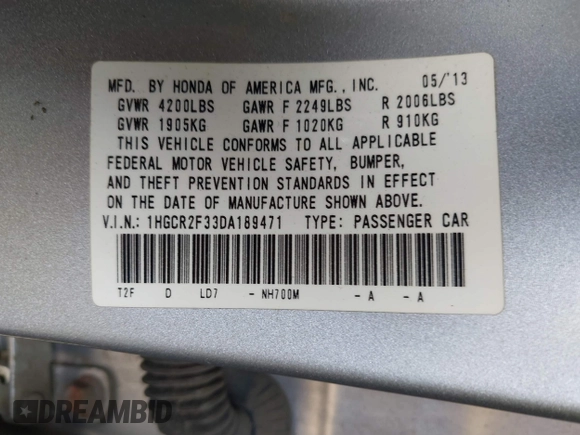 MFD. BY HONDA OF AMERICA MFG., INC. 05/'13
GVWR 4200LBS GAWR F 2249LBS R 2006LBS
GVWR 1905KG GAWR F 1020KG R 910KG
THIS VEHICLE CONFORMS TO ALL APPLICABLE
FEDERAL MOTOR VEHICLE SAFETY, BUMPER,
AND THEFT PREVENTION STANDARDS IN EFFECT
ON THE DATE OF MANUFACTURE SHOWN ABOVE.
V.I.N.: 1HGCR2F33DA189471 TYPE: PASSENGER CAR
T2F D LD7 - NH700M - A - A
DREAMBID